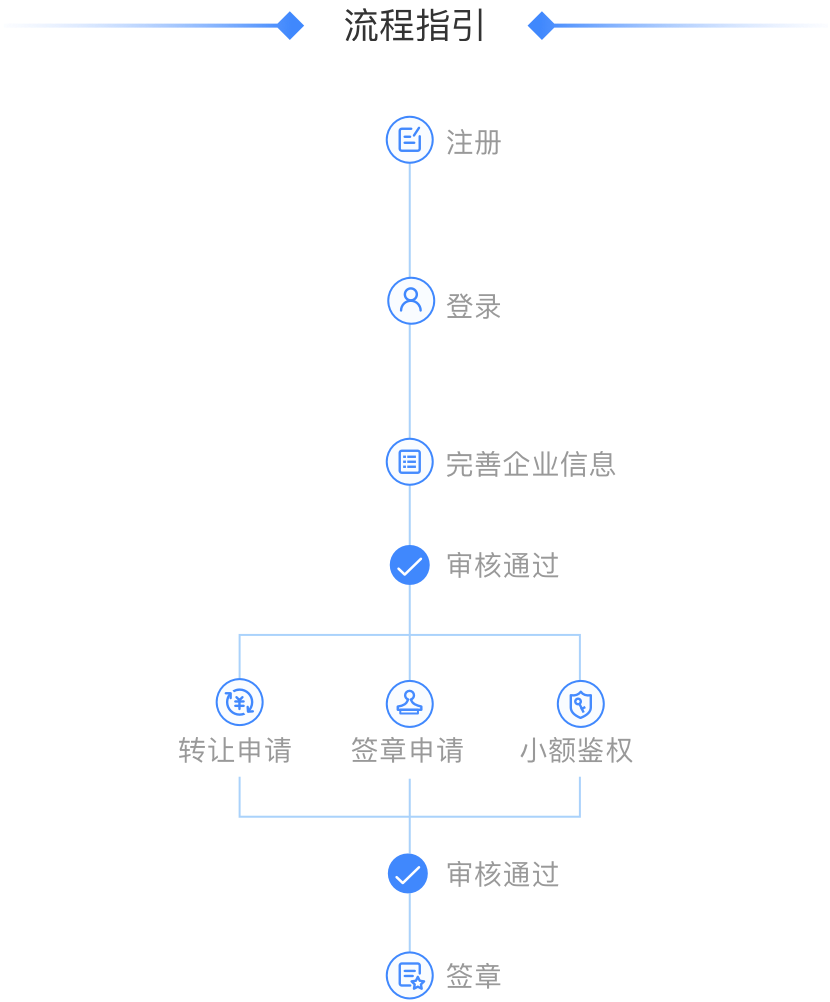 流程指引
注册
登录
完善企业信息
审核通过
转让申请 签章申请 小额鉴权
审核通过
签章